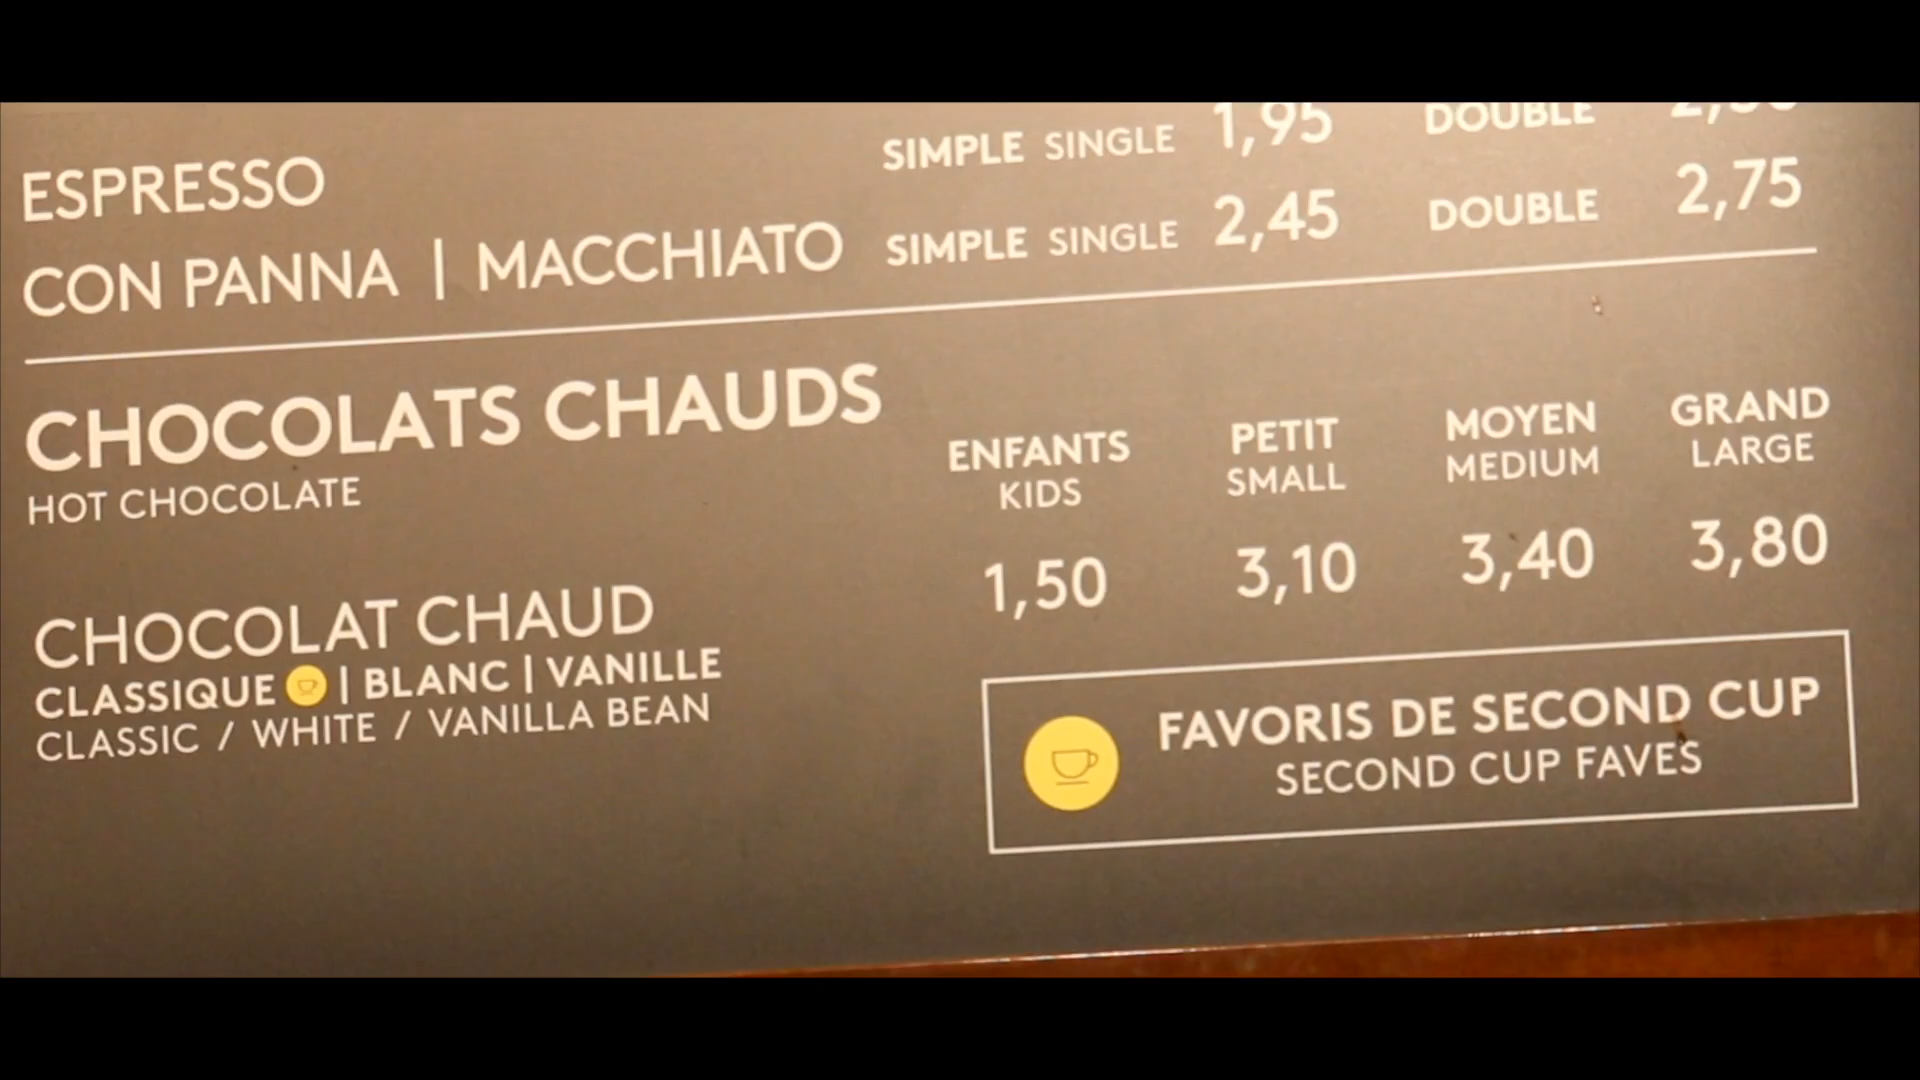 ESPRESSO SIMPLE SINGLE 1,95 DOUBLE
CON PANNA | MACCHIATO SIMPLE SINGLE 2,45 DOUBLE 2,75
CHOCOLATS CHAUDS
HOT CHOCOLATE
ENFANTS PETIT MOYEN GRAND
KIDS SMALL MEDIUM LARGE
CHOCOLAT CHAUD 1,50 3,10 3,40 3,80
CLASSIQUE | BLANC | VANILLE
CLASSIC / WHITE / VANILLA BEAN
FAVORIS DE SECOND CUP
SECOND CUP FAVES